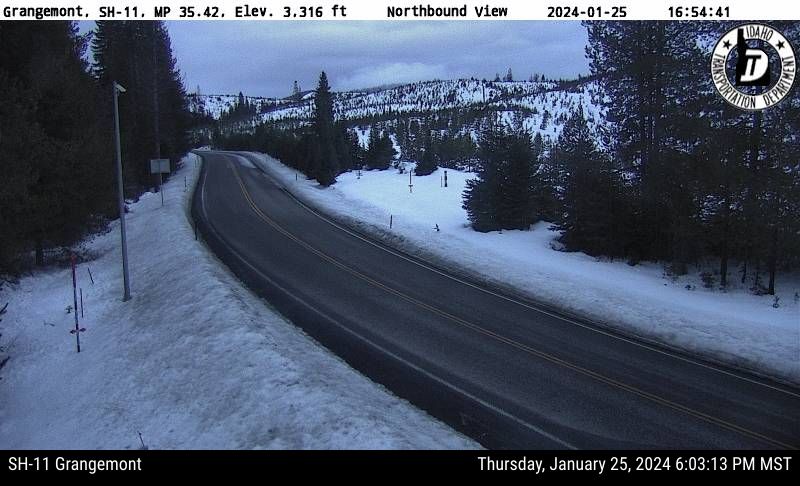 Grangemont, SH-11, MP 35.42, Elev. 3,316 ft Northbound View 2024-01-25 16:54:41
IDAHO
TRANSPORTATION DEPARTMENT
SH-11 Grangemont Thursday, January 25, 2024 6:03:13 PM MST